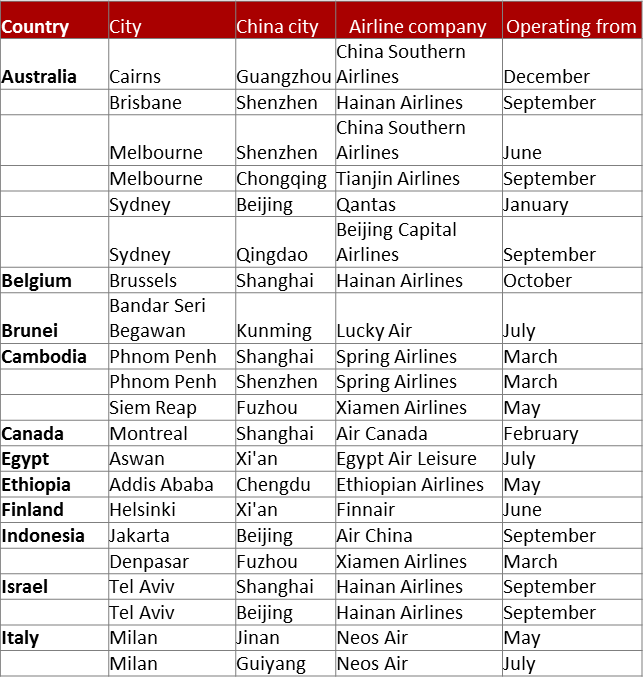 Country City China city Airline company Operating from
China Southern
Australia Cairns Guangzhou Airlines December
Brisbane Shenzhen Hainan Airlines September
China Southern
Melbourne Shenzhen Airlines June
Melbourne Chongqing Tianjin Airlines September
Sydney Beijing Qantas January
Beijing Capital
Sydney Qingdao Airlines September
Belgium Brussels Shanghai Hainan Airlines October
Bandar Seri
Brunei Begawan Kunming Lucky Air July
Cambodia Phnom Penh Shanghai Spring Airlines March
Phnom Penh Shenzhen Spring Airlines March
Siem Reap Fuzhou Xiamen Airlines May
Canada Montreal Shanghai Air Canada February
Egypt Aswan Xi'an Egypt Air Leisure July
Ethiopia Addis Ababa Chengdu Ethiopian Airlines May
Finland Helsinki Xi'an Finnair June
Indonesia Jakarta Beijing Air China September
Denpasar Fuzhou Xiamen Airlines March
Israel Tel Aviv Shanghai Hainan Airlines September
Tel Aviv Beijing Hainan Airlines September
Italy Milan Jinan Neos Air May
Milan Guiyang Neos Air July